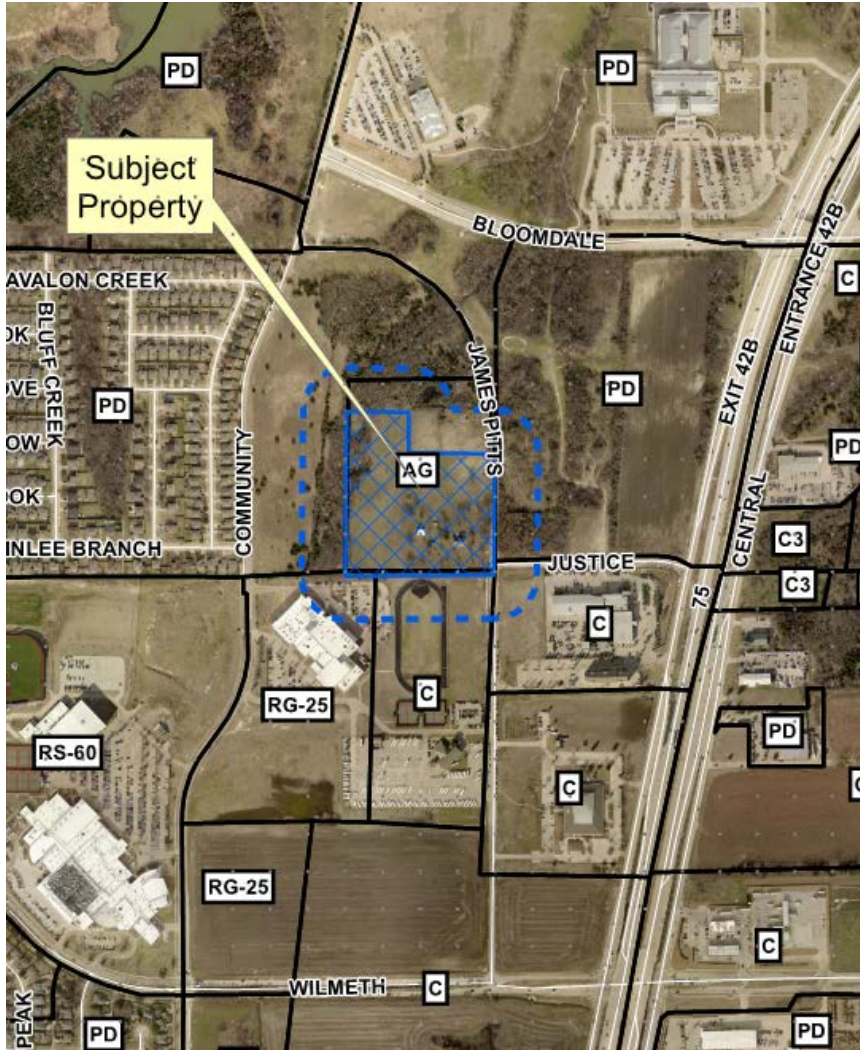 PD
PD
Subject
Property
BLOOMDALE
ENTRANCE 42B
C
AVALON CREEK
BLUFF CREEK
OK
JAMES PITTS
EXIT 42B
OVE
PD
PD
OW
COMMUNITY
AG
PD
OOK
CENTRAL
C3
INLEE BRANCH
JUSTICE
C3
75
C
RG-25
C
RS-60
PD
C
RG-25
C
WILMETH
C
PEAK
PD
PD